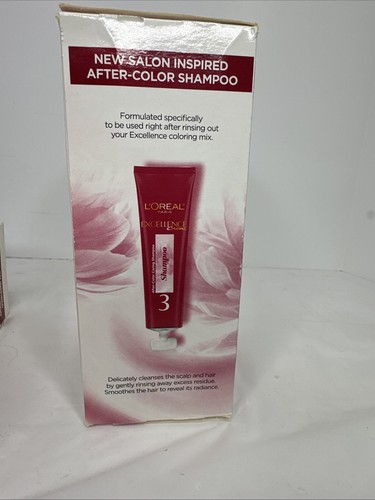 NEW SALON INSPIRED
AFTER-COLOR SHAMPOO
Formulated specifically
to be used right after rinsing out
your Excellence coloring mix.
L'ORÉAL
PARIS
EXCELLENCE
Shampoo
3
Delicately cleanses the scalp and hair
by gently rinsing away excess residue.
Smoothes the hair to reveal its radiance.